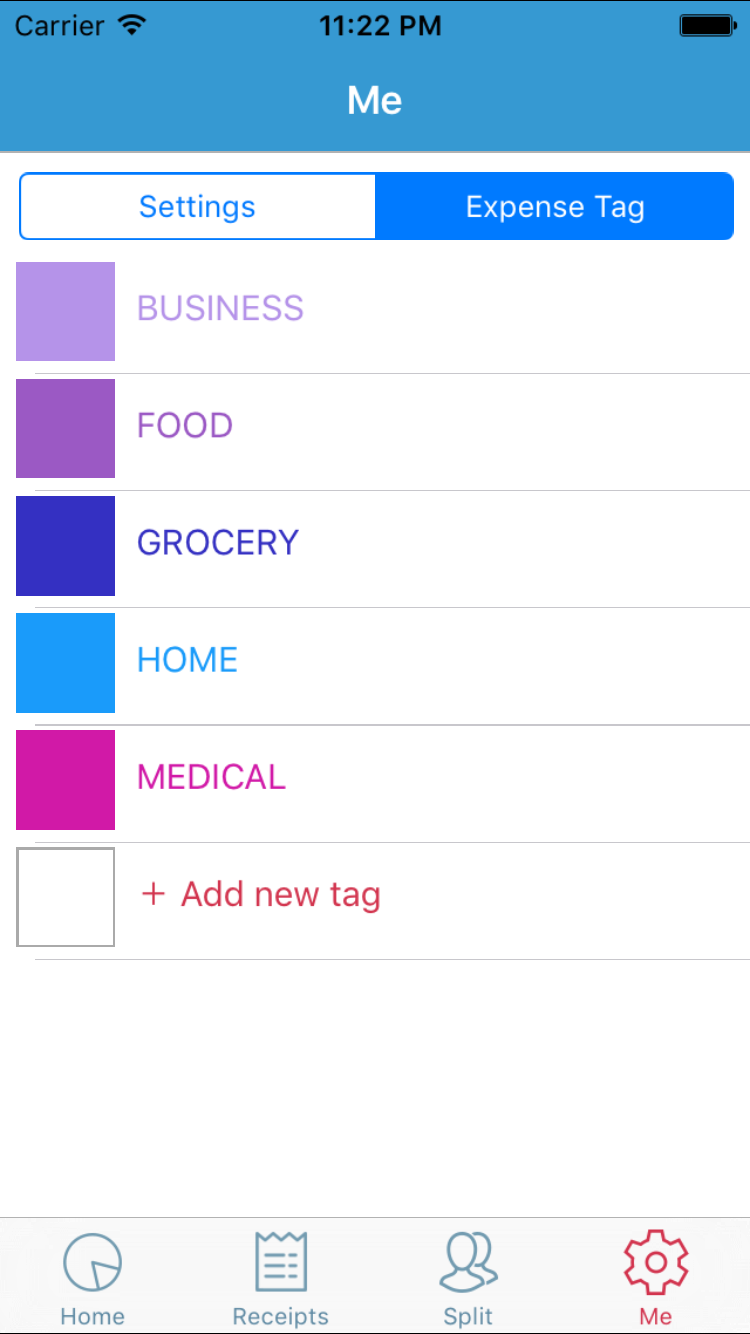 Carrier 11:22 PM
Me
Settings Expense Tag
BUSINESS
FOOD
GROCERY
HOME
MEDICAL
+ Add new tag
Home Receipts Split Me